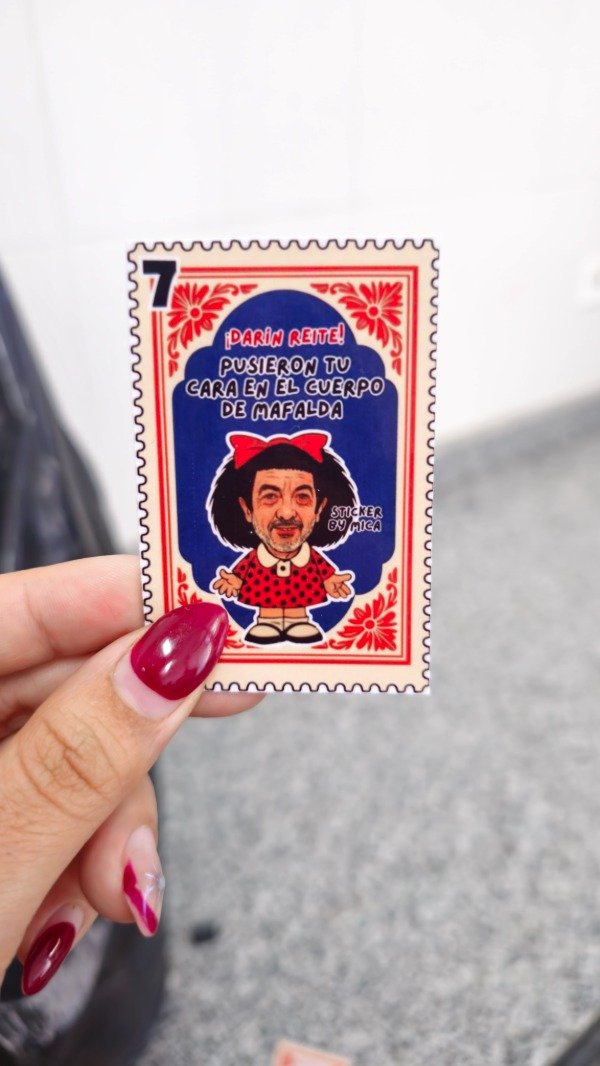 7
¡DARÍN REITE!
PUSIERON TU
CARA EN EL CUERPO
DE MAFALDA
STICKER
BY MICA